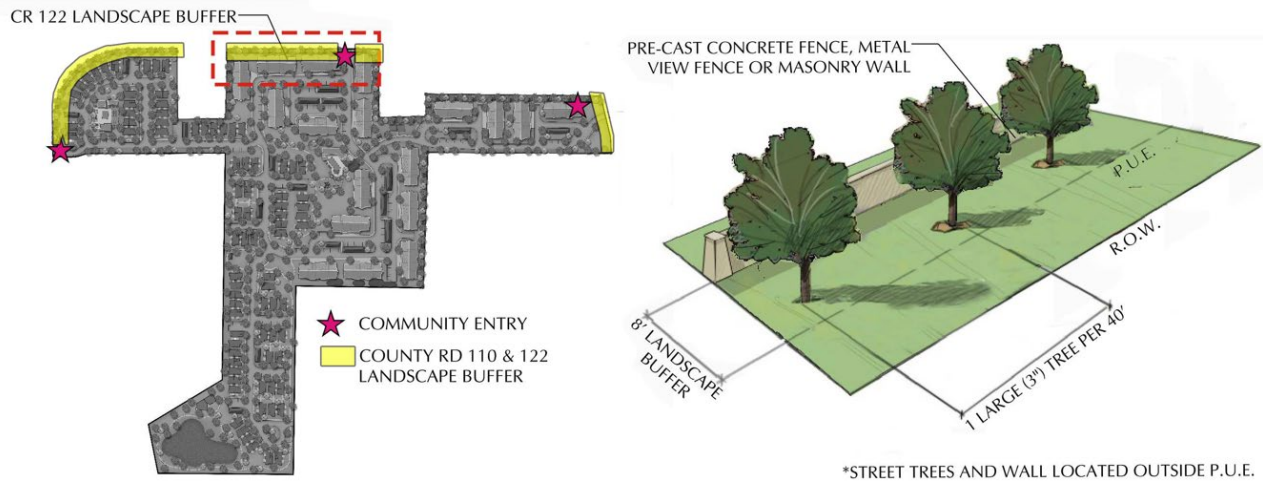 CR 122 LANDSCAPE BUFFER
COMMUNITY ENTRY
COUNTY RD 110 & 122
LANDSCAPE BUFFER
PRE-CAST CONCRETE FENCE, METAL
VIEW FENCE OR MASONRY WALL
P.U.E.
R.O.W.
8' LANDSCAPE
BUFFER
1 LARGE (3") TREE PER 40'
*STREET TREES AND WALL LOCATED OUTSIDE P.U.E.